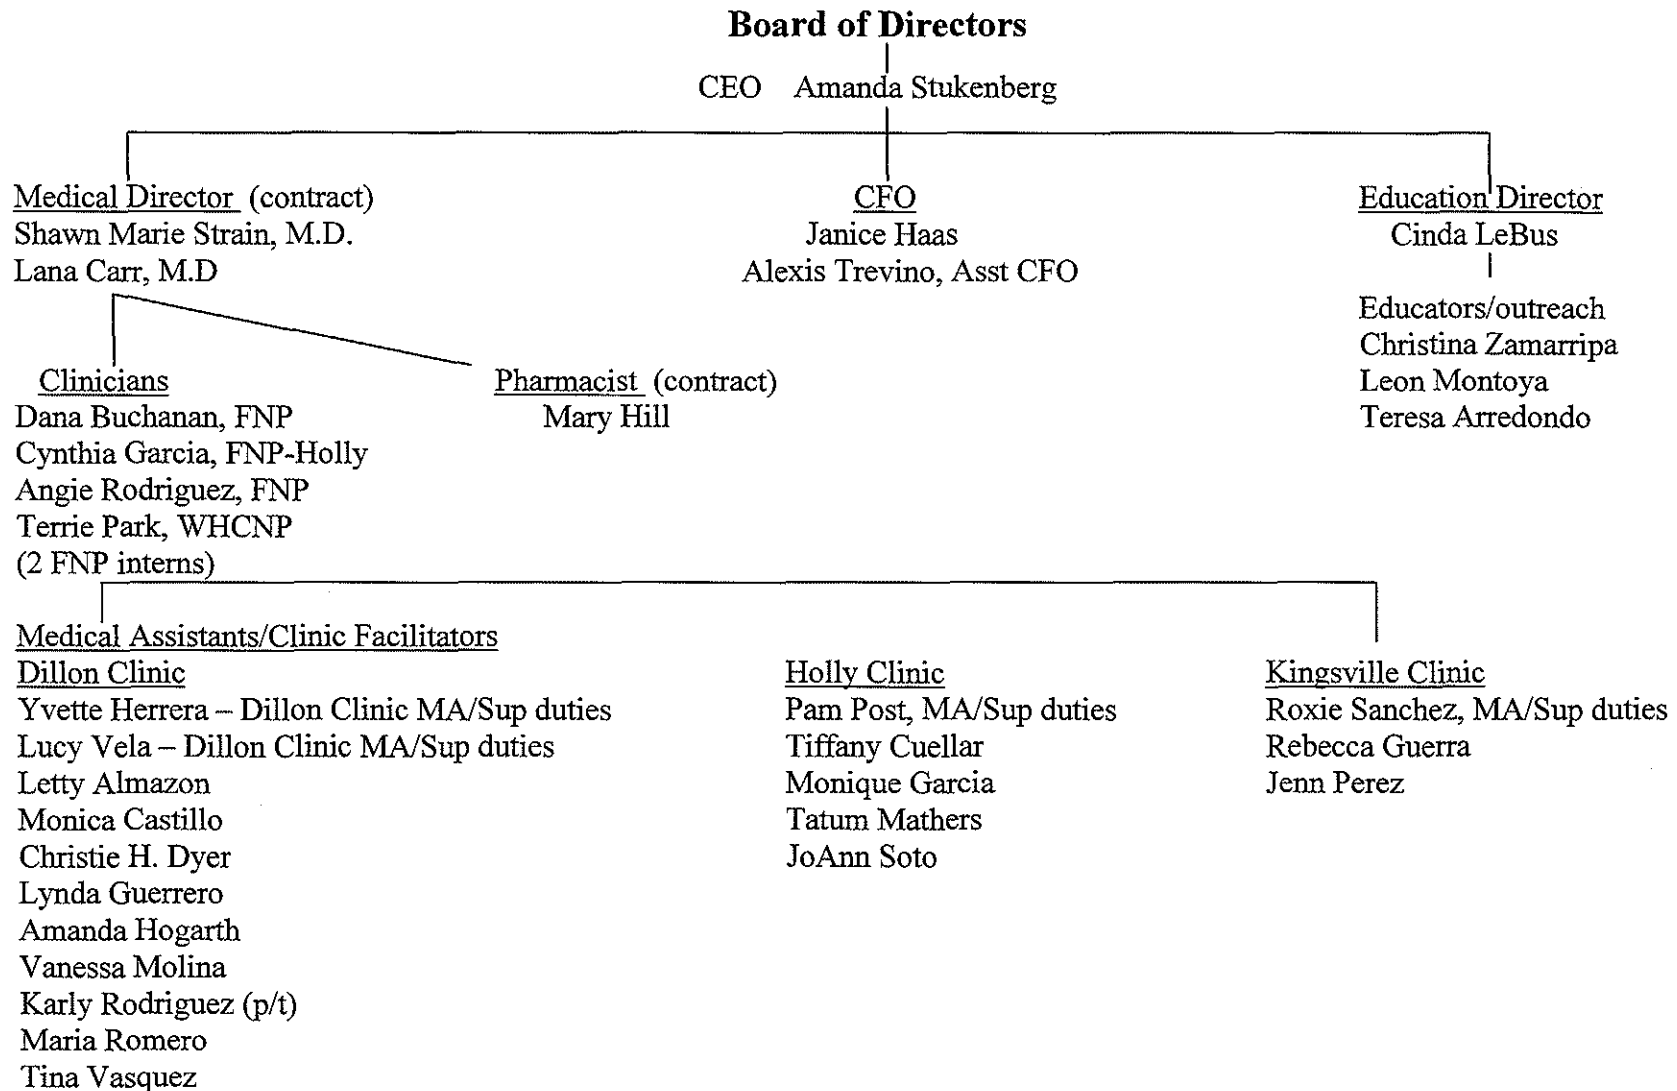 Board of Directors
CEO Amanda Stukenberg
Medical Director (contract)
Shawn Marie Strain, M.D.
Lana Carr, M.D
CFO
Janice Haas
Alexis Trevino, Asst CFO
Education Director
Cinda LeBus
Educators/outreach
Christina Zamarripa
Leon Montoya
Teresa Arredondo
Clinicians
Dana Buchanan, FNP
Cynthia Garcia, FNP-Holly
Angie Rodriguez, FNP
Terrie Park, WHCNP
(2 FNP interns)
Pharmacist (contract)
Mary Hill
Medical Assistants/Clinic Facilitators
Dillon Clinic
Yvette Herrera – Dillon Clinic MA/Sup duties
Lucy Vela – Dillon Clinic MA/Sup duties
Letty Almazon
Monica Castillo
Christie H. Dyer
Lynda Guerrero
Amanda Hogarth
Vanessa Molina
Karly Rodriguez (p/t)
Maria Romero
Tina Vasquez
Holly Clinic
Pam Post, MA/Sup duties
Tiffany Cuellar
Monique Garcia
Tatum Mathers
JoAnn Soto
Kingsville Clinic
Roxie Sanchez, MA/Sup duties
Rebecca Guerra
Jenn Perez